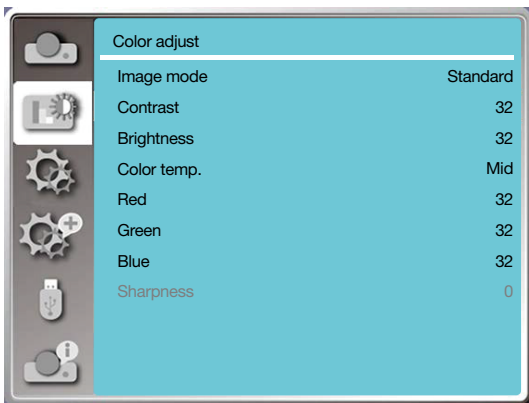 Color adjust
Image mode Standard
Contrast 32
Brightness 32
Color temp. Mid
Red 32
Green 32
Blue 32
Sharpness 0